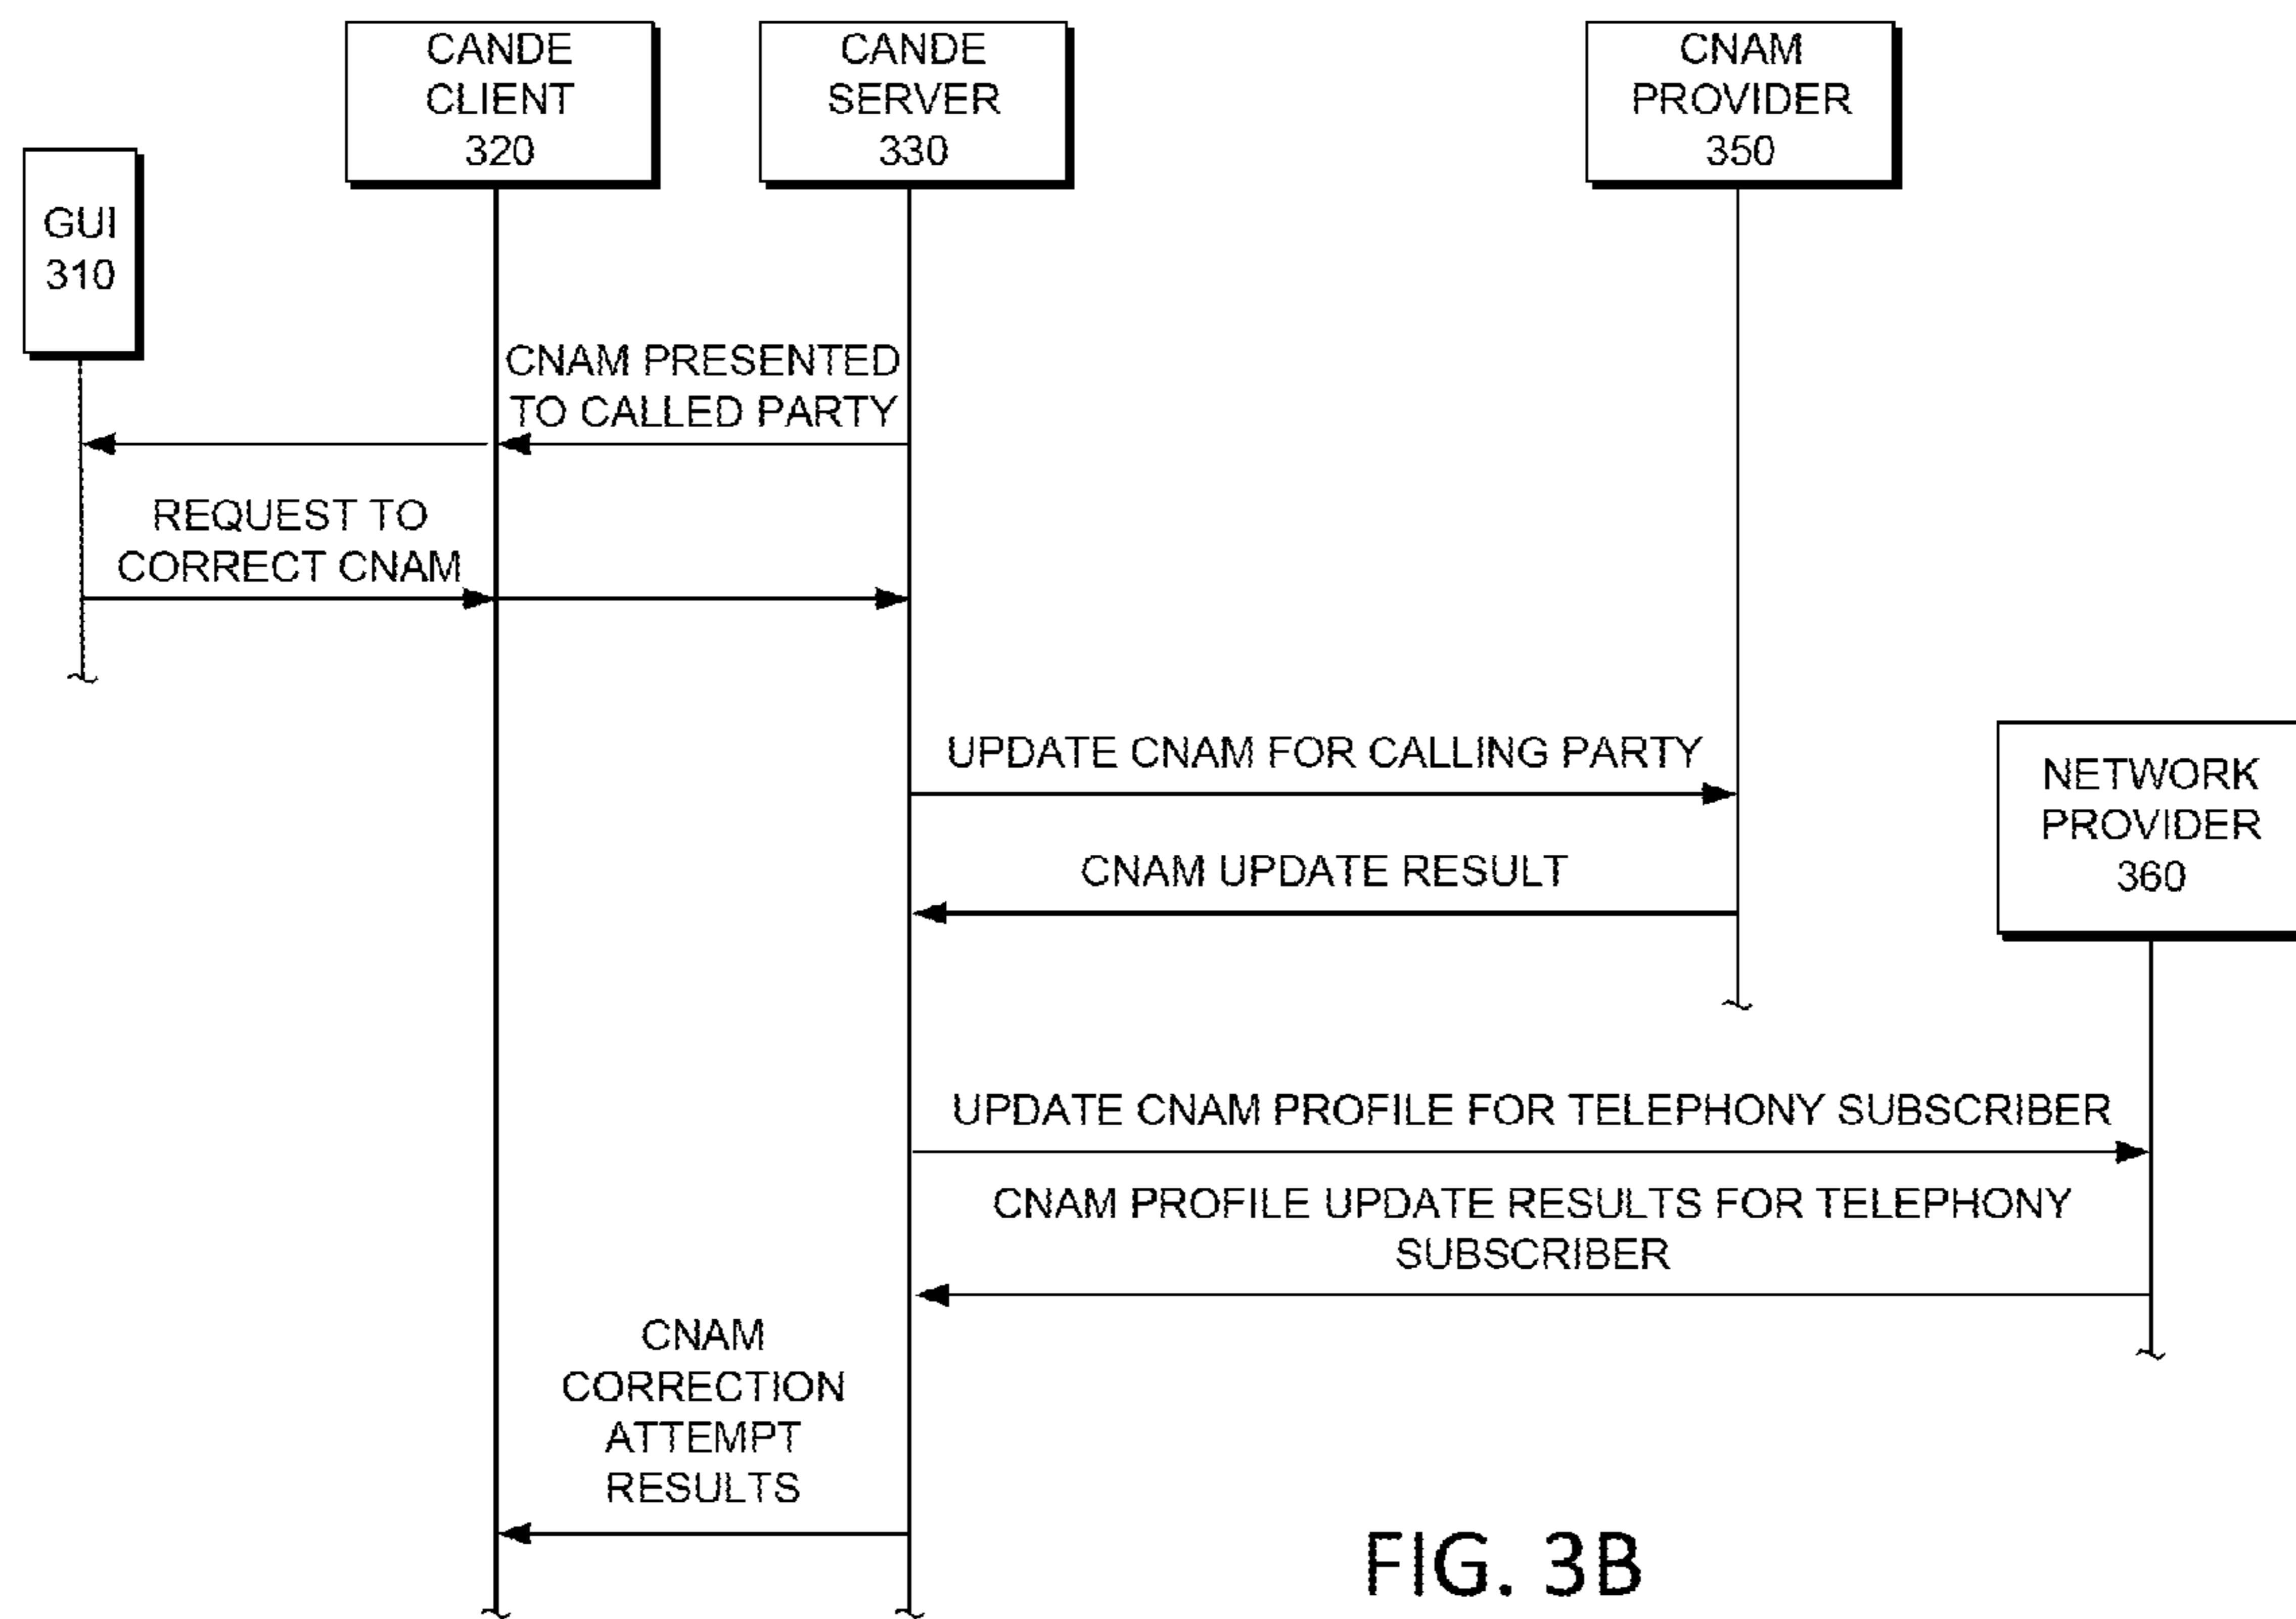 CANDE
CLIENT
320
CANDE
SERVER
330
CNAM
PROVIDER
350
GUI
310
CNAM PRESENTED
TO CALLED PARTY
REQUEST TO
CORRECT CNAM
UPDATE CNAM FOR CALLING PARTY
NETWORK
PROVIDER
360
CNAM UPDATE RESULT
UPDATE CNAM PROFILE FOR TELEPHONY SUBSCRIBER
CNAM PROFILE UPDATE RESULTS FOR TELEPHONY
SUBSCRIBER
CNAM
CORRECTION
ATTEMPT
RESULTS
FIG. 3B